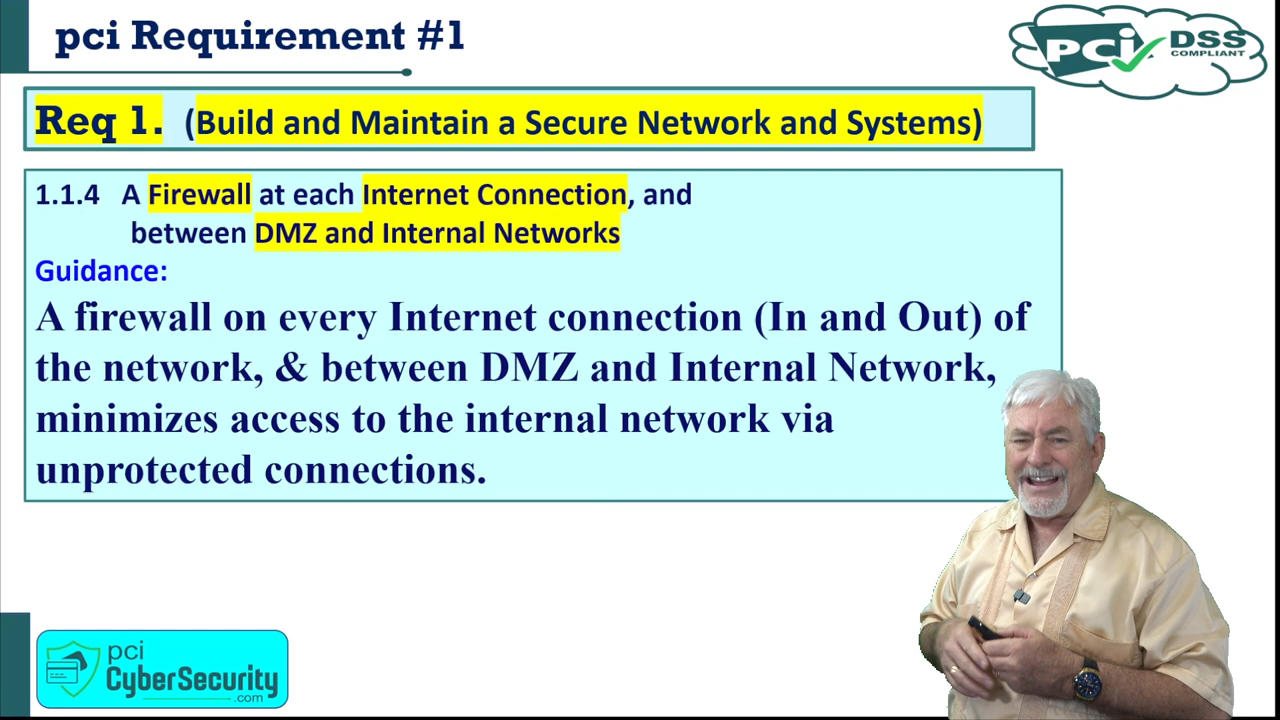 pci Requirement #1
PCi DSS
COMPLIANT
Req 1. (Build and Maintain a Secure Network and Systems)
1.1.4 A Firewall at each Internet Connection, and
between DMZ and Internal Networks
Guidance:
A firewall on every Internet connection (In and Out) of
the network, & between DMZ and Internal Network,
minimizes access to the internal network via
unprotected connections.
pci
CyberSecurity
.com